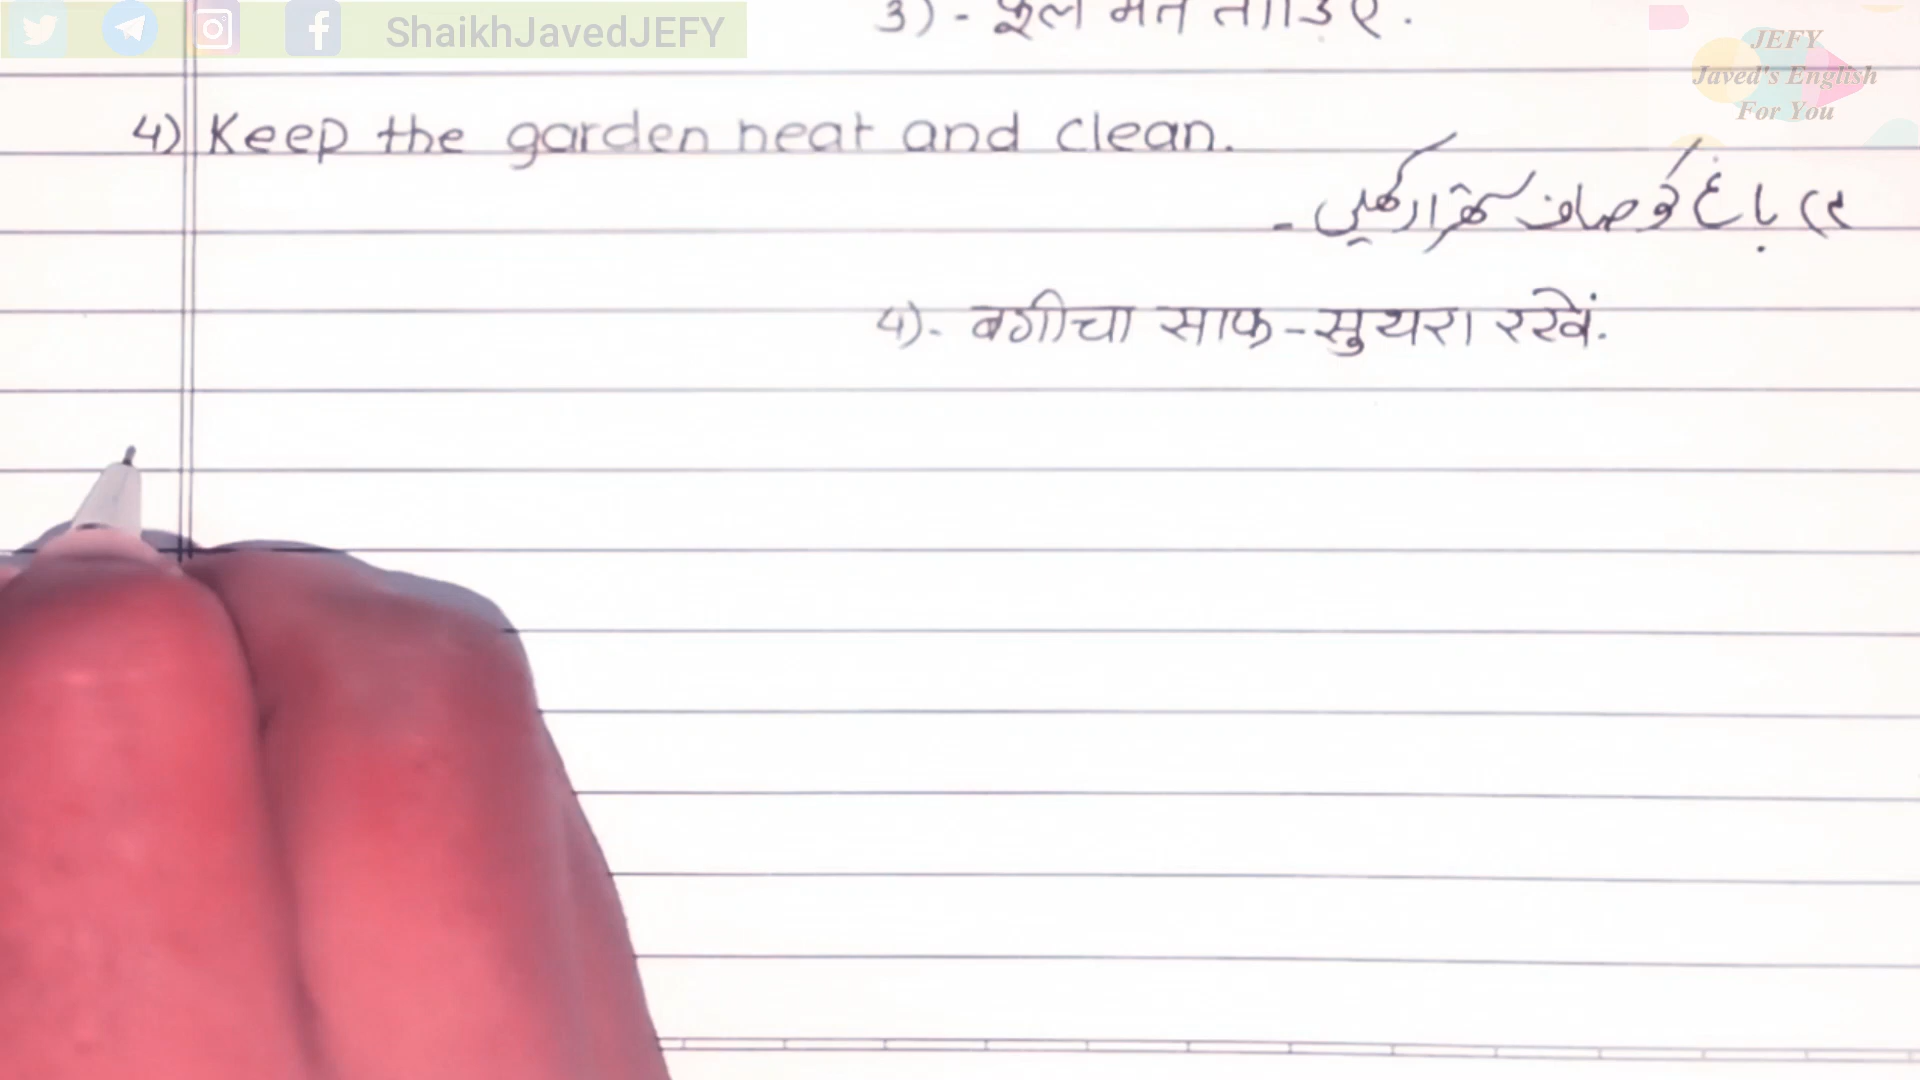 ShaikhJavedJEFY
JEFY
Javed's English
For You
3) - फूल मत तोड़िए .
4) Keep the garden neat and clean.
۴) باغ کو صاف ستھرا رکھیں -
4)- बगीचा साफ-सुथरा रखें.